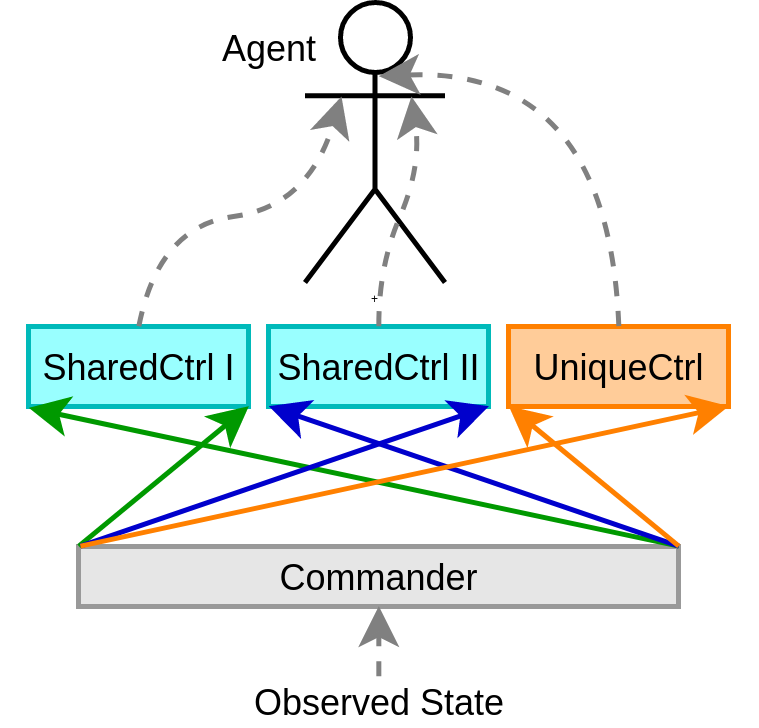 Agent
+
SharedCtrl I
SharedCtrl II
UniqueCtrl
Commander
Observed State